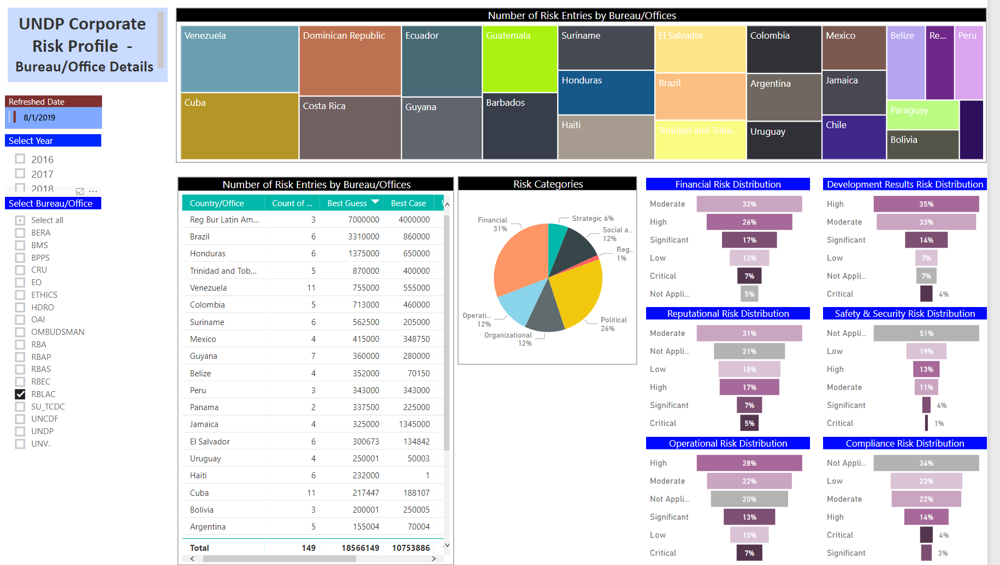 UNDP Corporate
Risk Profile -
Bureau/Office Details
Refreshed Date
8/1/2019
Select Year
2016
2017
2018
Select Bureau/Office
Select all
BERA
BMS
BPPS
CRU
EO
ETHICS
HDRO
OAI
OMBUDSMAN
RBA
RBAP
RBAS
RBEC
RBLAC
SU_TCDC
UNCDF
UNDP
UNV.
Number of Risk Entries by Bureau/Offices
Venezuela
Dominican Republic
Ecuador
Guatemala
Suriname
El Salvador
Colombia
Mexico
Belize
Re...
Peru
Honduras
Brazil
Argentina
Jamaica
Cuba
Costa Rica
Guyana
Barbados
Haiti
Trinidad and Toba...
Uruguay
Chile
Paraguay
Bolivia
Number of Risk Entries by Bureau/Offices
Country/Office Count of ... Best Guess Best Case
Reg Bur Latin Am... 3 7000000 4000000
Brazil 6 3310000 860000
Honduras 6 1375000 650000
Trinidad and Tob... 5 870000 400000
Venezuela 11 755000 555000
Colombia 5 713000 460000
Suriname 6 562500 205000
Mexico 4 415000 348750
Guyana 7 360000 280000
Belize 4 352000 70150
Peru 3 343000 343000
Panama 2 337500 225000
Jamaica 4 325000 1345000
El Salvador 6 300673 134842
Uruguay 4 250001 50003
Haiti 6 232000 1
Cuba 11 217447 188107
Bolivia 3 200001 250005
Argentina 5 155004 70004
Total 149 18566149 10753886
Risk Categories
Financial
31%
Strategic 6%
Social a...
12%
Reg...
1%
Political
26%
Organizational
12%
Operati...
12%
Financial Risk Distribution
Moderate 32%
High 26%
Significant 17%
Low 12%
Critical 7%
Not Appli... 5%
Development Results Risk Distribution
High 35%
Moderate 33%
Significant 14%
Low 7%
Not Appli... 7%
Critical 4%
Reputational Risk Distribution
Moderate 31%
Not Appli... 21%
Low 18%
High 17%
Significant 7%
Critical 5%
Safety & Security Risk Distribution
Not Appli... 51%
Low 19%
High 13%
Moderate 11%
Significant 4%
Critical 1%
Operational Risk Distribution
High 28%
Moderate 22%
Not Appli... 20%
Significant 13%
Low 10%
Critical 7%
Compliance Risk Distribution
Not Appli... 34%
Low 23%
Moderate 22%
High 14%
Critical 4%
Significant 3%